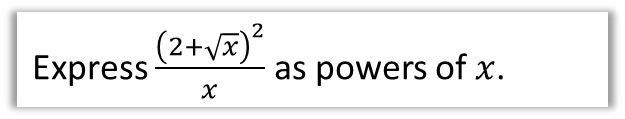 Express (2+√x)²/x as powers of x.